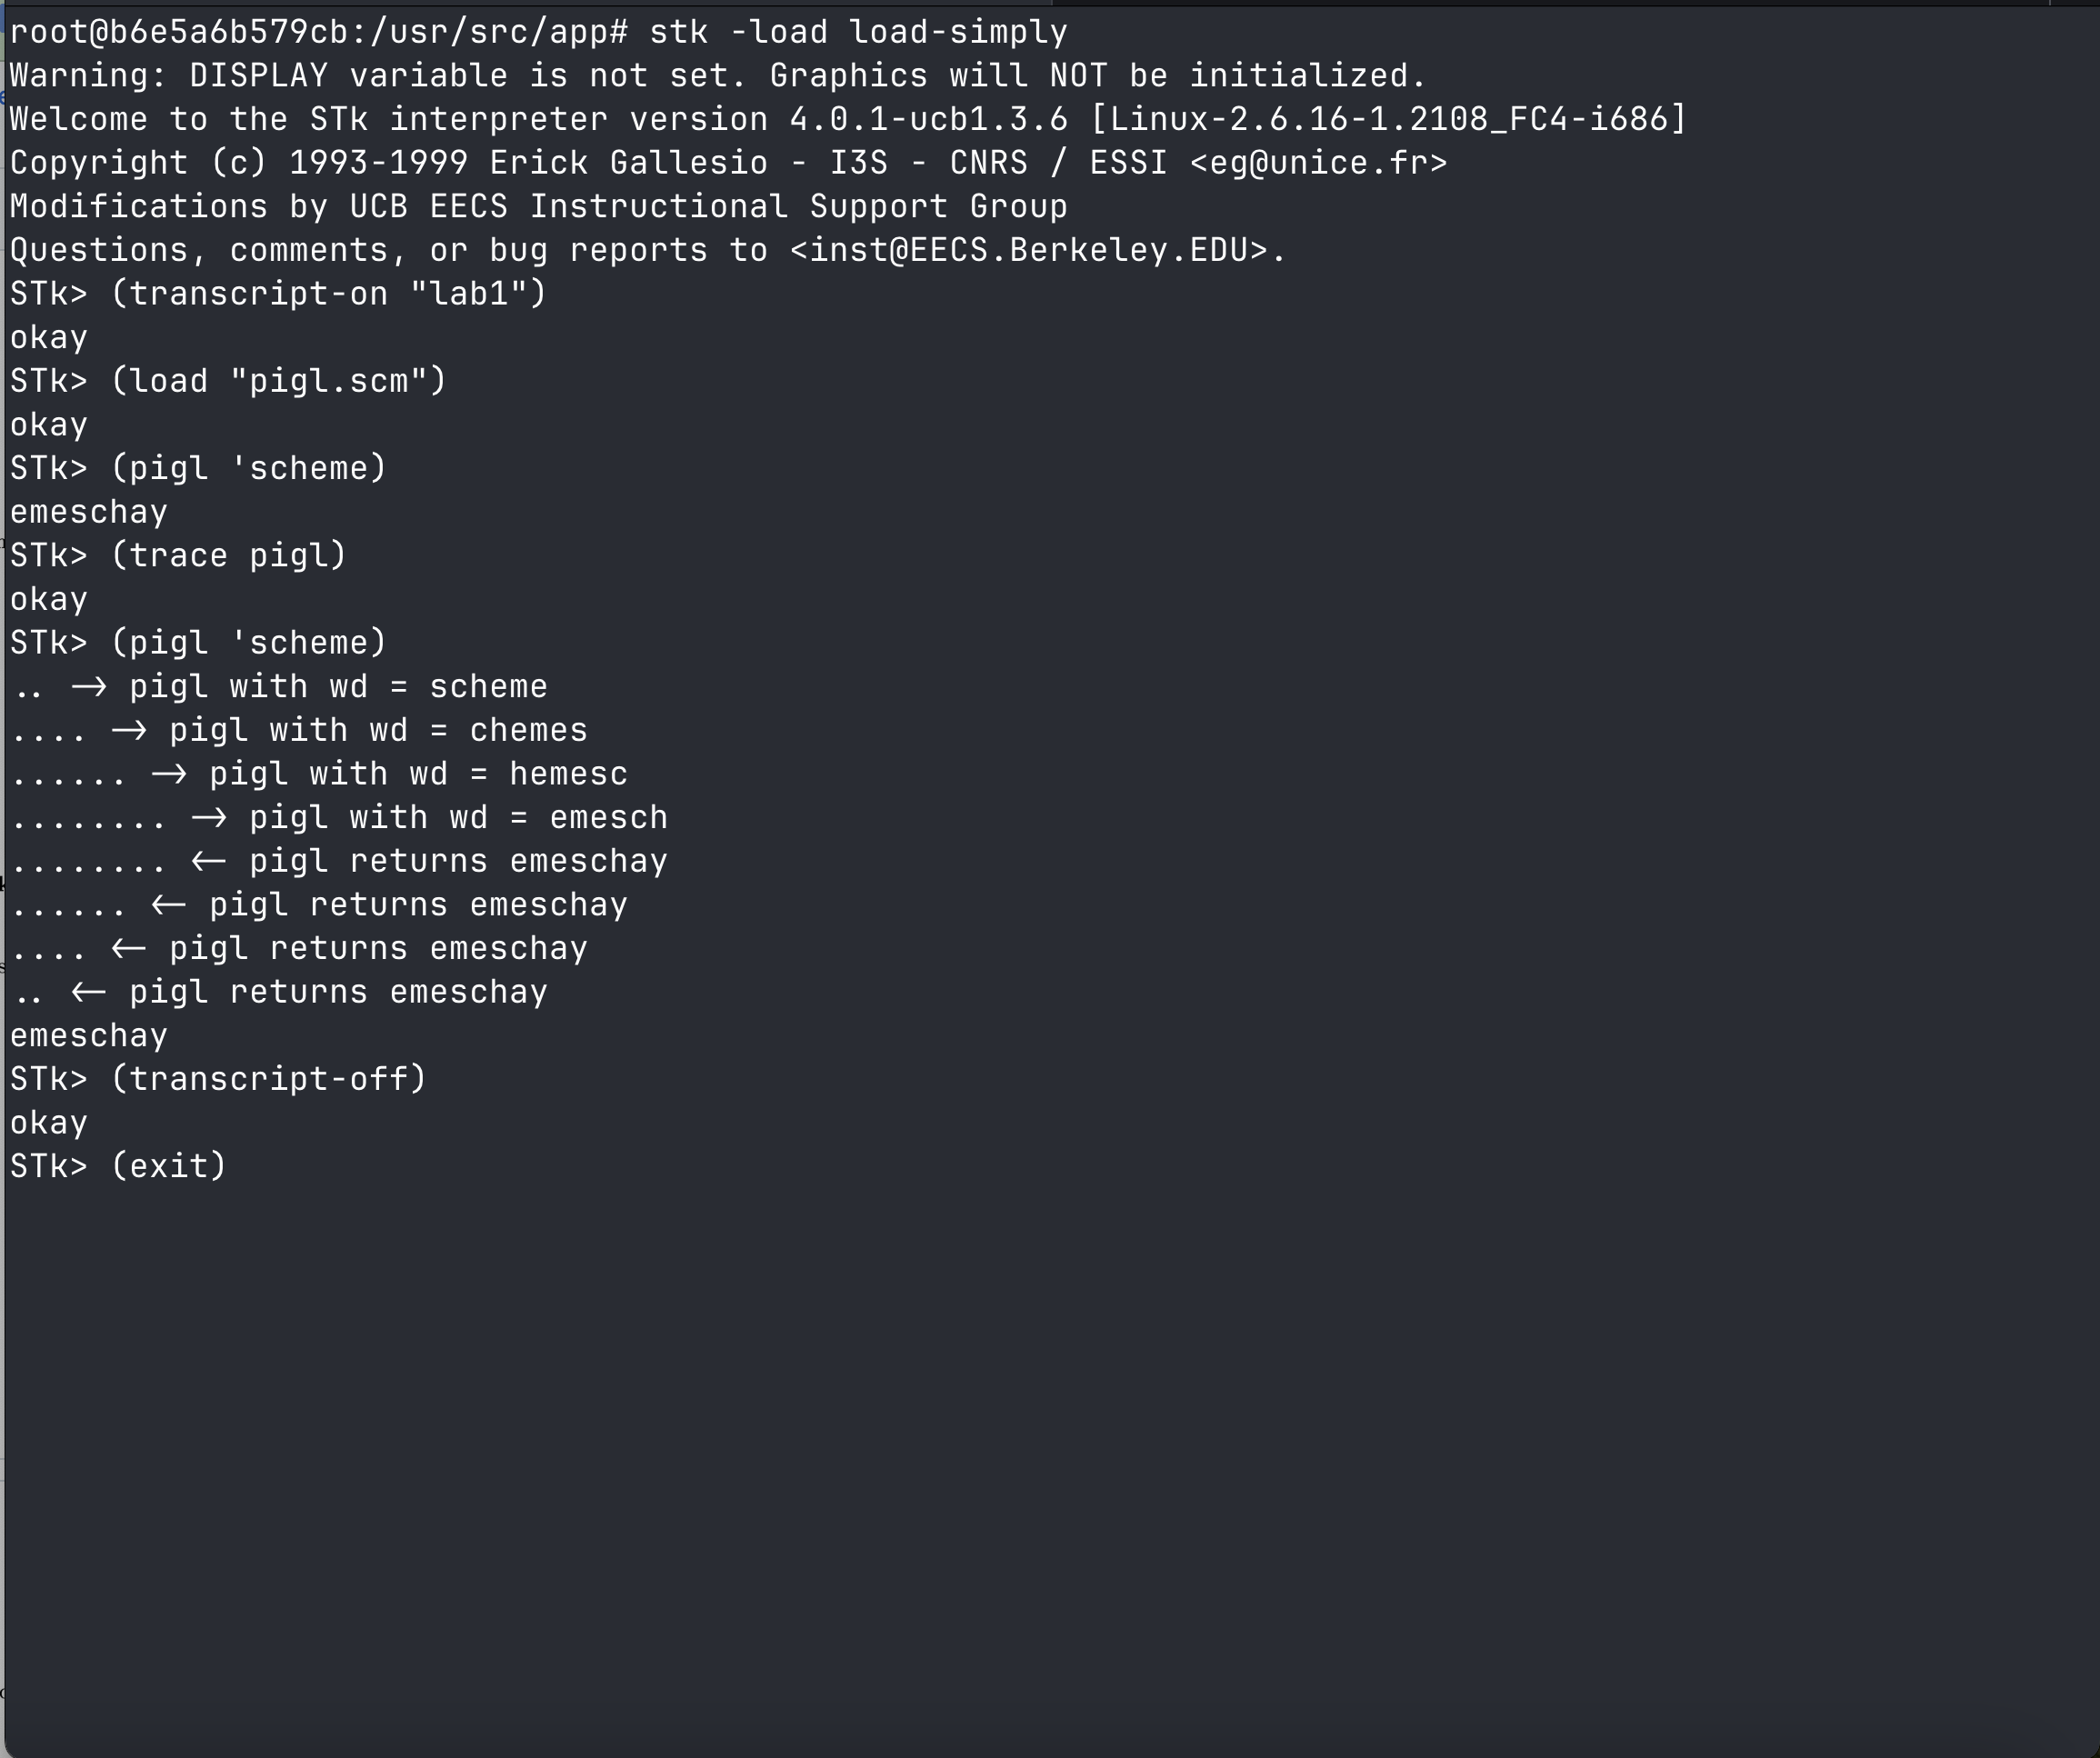 root@b6e5a6b579cb:/usr/src/app# stk -load load-simply
Warning: DISPLAY variable is not set. Graphics will NOT be initialized.
Welcome to the STk interpreter version 4.0.1-ucb1.3.6 [Linux-2.6.16-1.2108_FC4-i686]
Copyright (c) 1993-1999 Erick Gallesio - I3S - CNRS / ESSI <eg@unice.fr>
Modifications by UCB EECS Instructional Support Group
Questions, comments, or bug reports to <inst@EECS.Berkeley.EDU>.
STk> (transcript-on "lab1")
okay
STk> (load "pigl.scm")
okay
STk> (pigl 'scheme)
emeschay
STk> (trace pigl)
okay
STk> (pigl 'scheme)
.. -> pigl with wd = scheme
.... -> pigl with wd = chemes
...... -> pigl with wd = hemesc
........ -> pigl with wd = emesch
........ <- pigl returns emeschay
...... <- pigl returns emeschay
.... <- pigl returns emeschay
.. <- pigl returns emeschay
emeschay
STk> (transcript-off)
okay
STk> (exit)